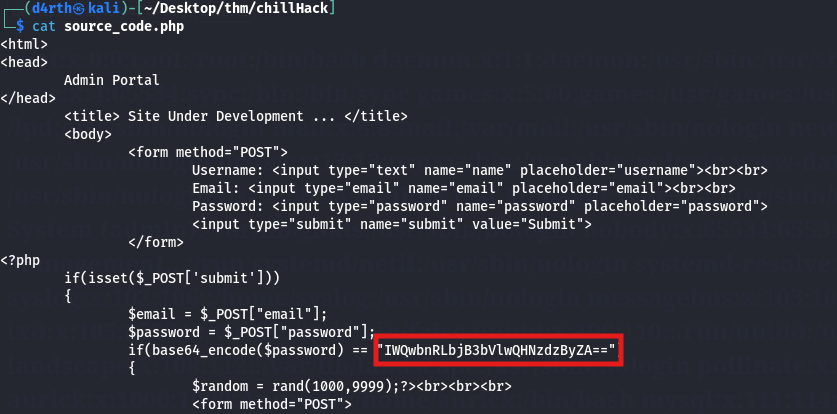 (d4rth㉿kali)-[~/Desktop/thm/chillHack]
$ cat source_code.php
<html>
<head>
Admin Portal
</head>
<title> Site Under Development ... </title>
<body>
<form method="POST">
Username: <input type="text" name="name" placeholder="username"><br><br>
Email: <input type="email" name="email" placeholder="email"><br><br>
Password: <input type="password" name="password" placeholder="password">
<input type="submit" name="submit" value="Submit">
</form>
<?php
if(isset($_POST['submit']))
{
$email = $_POST["email"];
$password = $_POST["password"];
if(base64_encode($password) == "IWQwbnRLbjB3bVlwQHNzdzByZA=="
{
$random = rand(1000,9999);?><br><br><br>
<form method="POST">